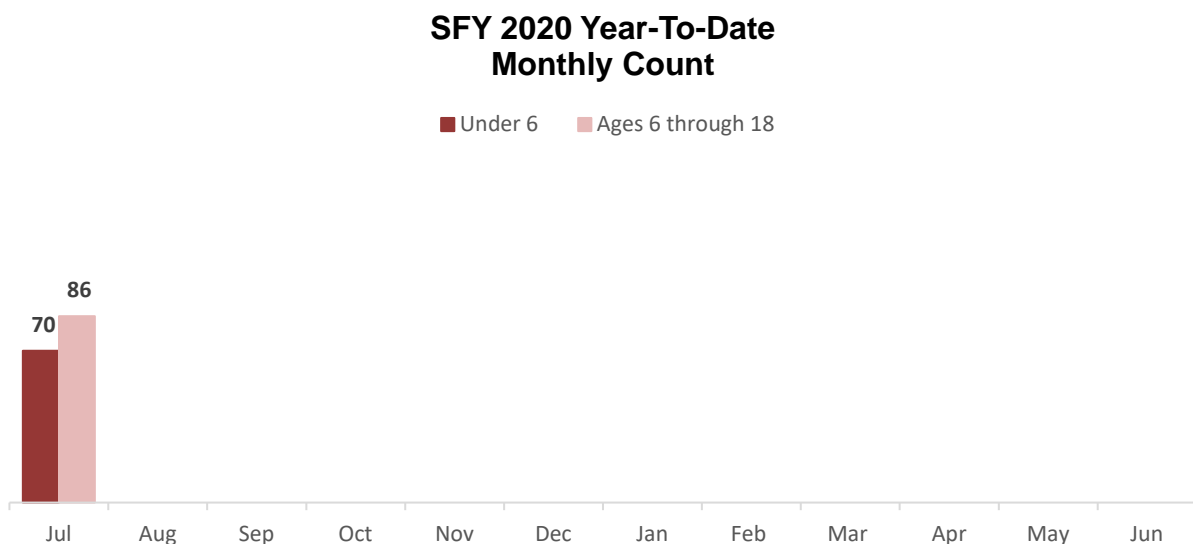 SFY 2020 Year-To-Date
Monthly Count
Under 6 Ages 6 through 18
86
70
Jul Aug Sep Oct Nov Dec Jan Feb Mar Apr May Jun